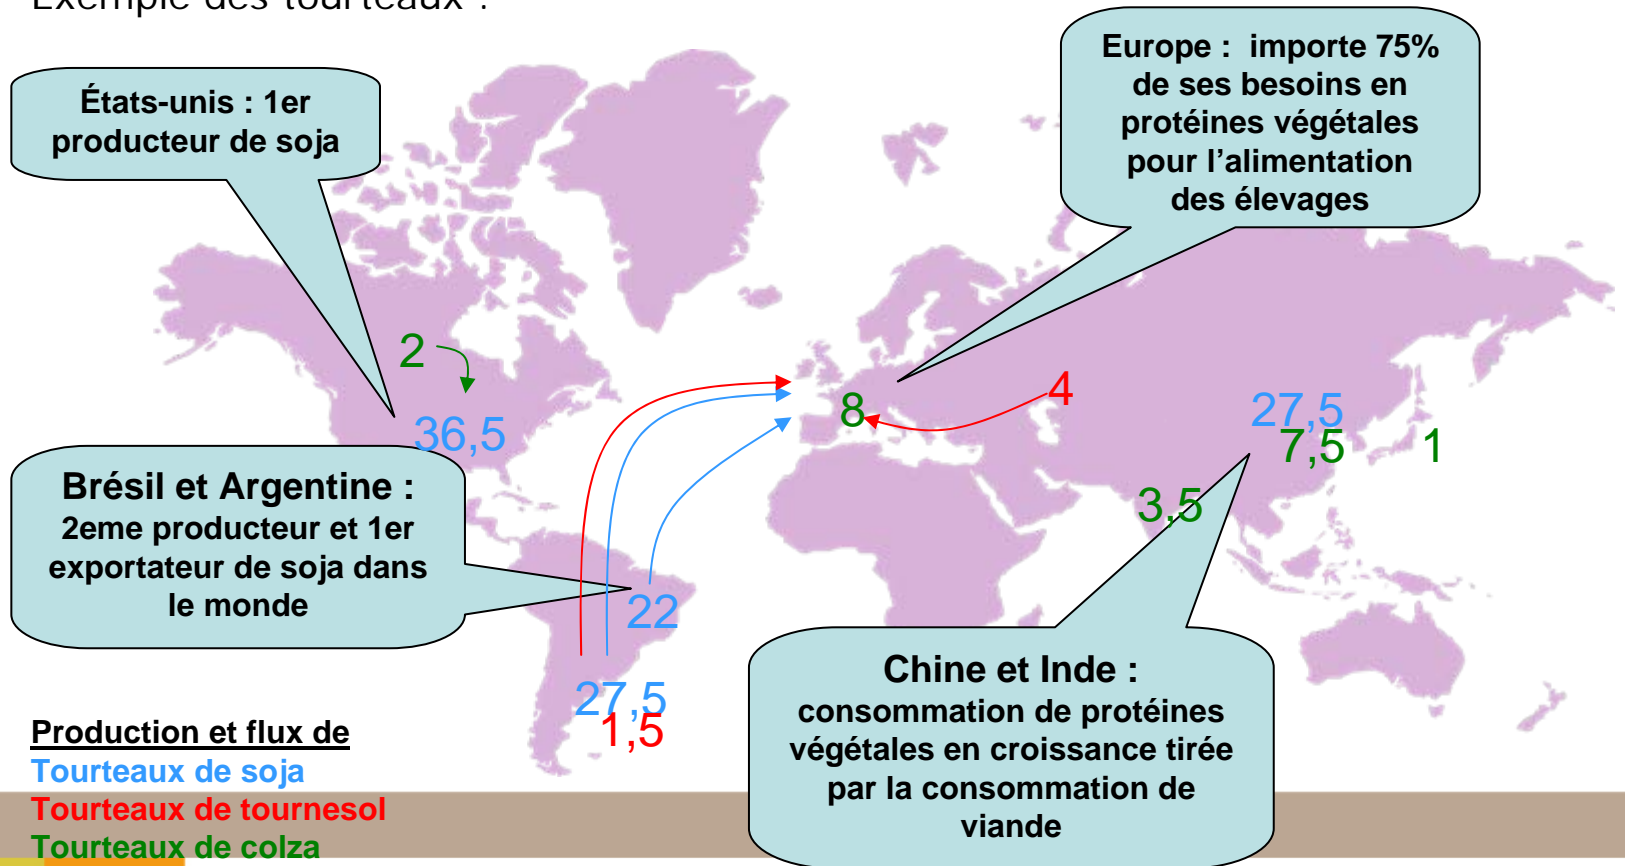 Exemple des tourteaux :
États-unis : 1er
producteur de soja
Europe :  importe 75%
de ses besoins en
protéines végétales
pour l’alimentation
des élevages
2
36,5
8
4
27,5
7,5
1
3,5
Brésil et Argentine :
2eme producteur et 1er
exportateur de soja dans
le monde
22
27,5
1,5
Chine et Inde :
consommation de protéines
végétales en croissance tirée
par la consommation de
viande
Production et flux de
Tourteaux de soja
Tourteaux de tournesol
Tourteaux de colza